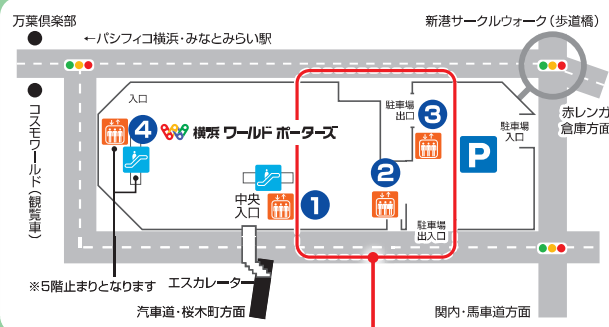 万葉倶楽部
新港サークルウォーク（歩道橋）
←パシフィコ横浜・みなとみらい駅
コスモワールド（観覧車）
入口
駐車場
出口
3
駐車場
入口
赤レンガ
倉庫方面
4
横浜 ワールド ポーターズ
P
2
中央
入口
1
駐車場
出入口
※5階止まりとなります
エスカレーター
汽車道・桜木町方面
関内・馬車道方面